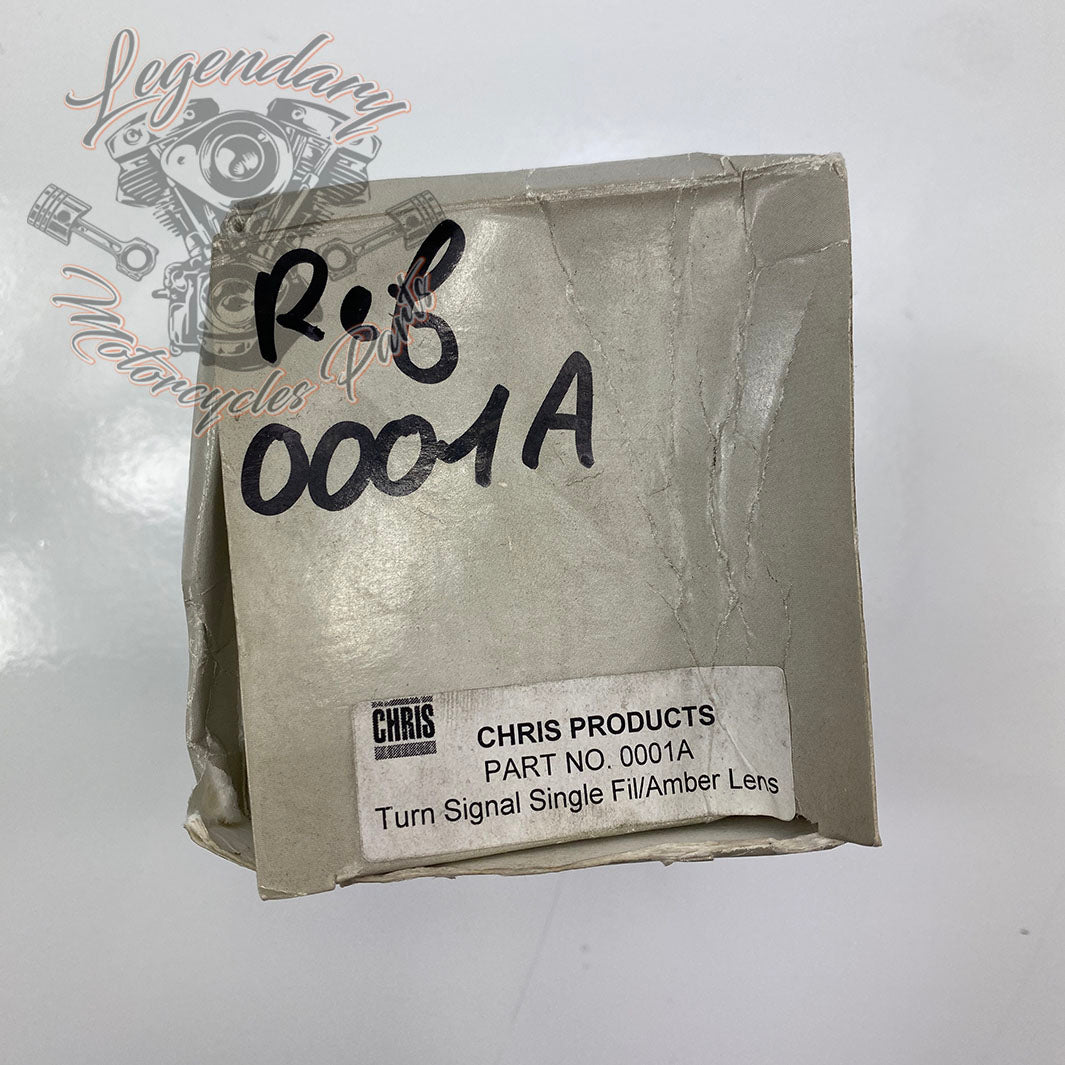 Legendary
Motorcycles Parts
Ref
0001A
CHRIS
CHRIS PRODUCTS
PART NO. 0001A
Turn Signal Single Fil/Amber Lens